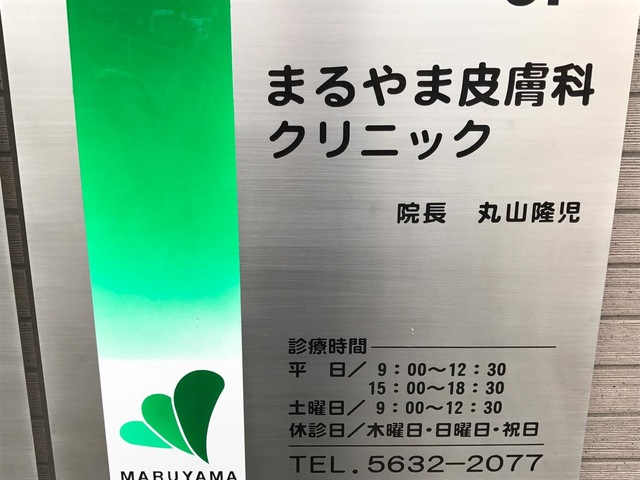 まるやま皮膚科
クリニック
院長 丸山隆児
診療時間
平 日/ 9:00〜12:30
15:00〜18:30
土曜日/ 9:00〜12:30
休診日/木曜日・日曜日・祝日
TEL.5632-2077
MARUYAMA